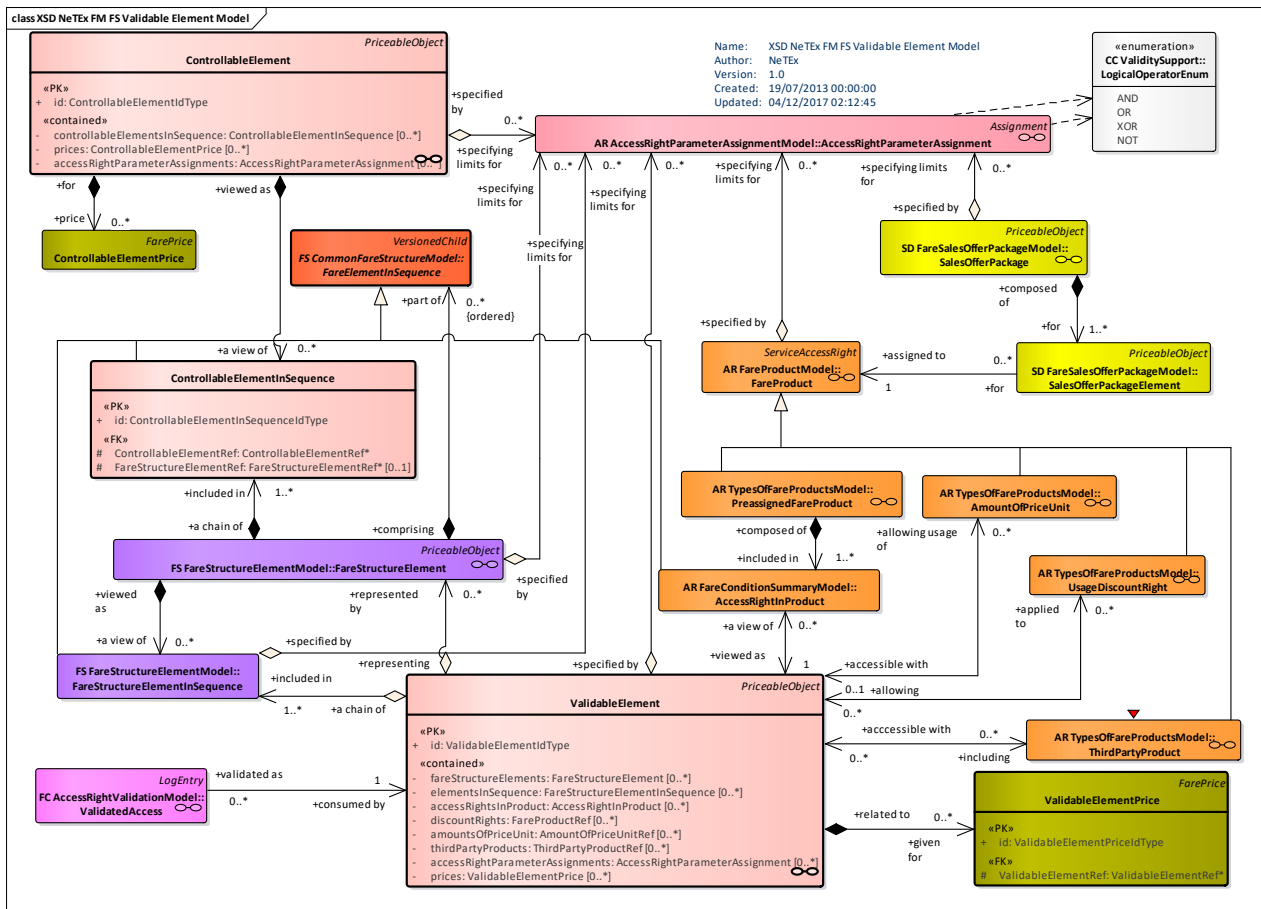 class XSD NeTEx FM FS Validable Element Model
Name: XSD NeTEx FM FS Validable Element Model
Author: NeTEx
Version: 1.0
Created: 19/07/2013 00:00:00
Updated: 04/12/2017 02:12:45
PriceableObject
ControllableElement
«PK»
+ id: ControllableElementIdType
«contained»
- controllableElementsInSequence: ControllableElementInSequence [0..*]
- prices: ControllableElementPrice [0..*]
- accessRightParameterAssignments: AccessRightParameterAssignment [0..*]
«enumeration»
CC ValiditySupport::
LogicalOperatorEnum
AND
OR
XOR
NOT
+specified
by
0..*
+specifying
limits for
Assignment
AR AccessRightParameterAssignmentModel::AccessRightParameterAssignment
+for
+viewed as
+price
0..*
FarePrice
ControllableElementPrice
VersionedChild
FS CommonFareStructureModel::
FareElementInSequence
+specifying
limits for
0..*
0..*
+specifying
limits for
0..*
+specifying
limits for
+specifying
limits for
0..*
+specifying limits
for
0..*
+specified by
PriceableObject
SD FareSalesOfferPackageModel::
SalesOfferPackage
+composed
of
+for
1..*
PriceableObject
SD FareSalesOfferPackageModel::
SalesOfferPackageElement
+part of
0..*
{ordered}
+specified by
ServiceAccessRight
AR FareProductModel::
FareProduct
+assigned to
0..*
1
+for
+a view of
0..*
ControllableElementInSequence
«PK»
+ id: ControllableElementInSequenceIdType
«FK»
# ControllableElementRef: ControllableElementRef*
# FareStructureElementRef: FareStructureElementRef* [0..1]
+included in
1..*
+a chain of
+comprising
AR TypesOfFareProductsModel::
PreassignedFareProduct
AR TypesOfFareProductsModel::
AmountOfPriceUnit
+composed of
+allowing usage
of
0..*
+included in
1..*
PriceableObject
FS FareStructureElementModel::FareStructureElement
+specified
by
AR FareConditionSummaryModel::
AccessRightInProduct
AR TypesOfFareProductsModel::
UsageDiscountRight
+viewed
as
+represented
by
0..*
+applied
to
0..*
+a view of
0..*
+specified by
+a view of
0..*
FS FareStructureElementModel::
FareStructureElementInSequence
+representing
+specified by
+viewed as
1
+accessible with
+included in
1..*
+a chain of
0..1
+allowing
0..*
PriceableObject
ValidableElement
«PK»
+ id: ValidableElementIdType
«contained»
- fareStructureElements: FareStructureElement [0..*]
- elementsInSequence: FareStructureElementInSequence [0..*]
- accessRightsInProduct: AccessRightInProduct [0..*]
- discountRights: FareProductRef [0..*]
- amountsOfPriceUnit: AmountOfPriceUnitRef [0..*]
- thirdPartyProducts: ThirdPartyProductRef [0..*]
- accessRightParameterAssignments: AccessRightParameterAssignment [0..*]
- prices: ValidableElementPrice [0..*]
+acccessible with
0..*
0..*
+including
AR TypesOfFareProductsModel::
ThirdPartyProduct
LogEntry
FC AccessRightValidationModel::
ValidatedAccess
+validated as
1
0..*
+consumed by
+related to
0..*
+given
for
FarePrice
ValidableElementPrice
«PK»
+ id: ValidableElementPriceIdType
«FK»
# ValidableElementRef: ValidableElementRef*